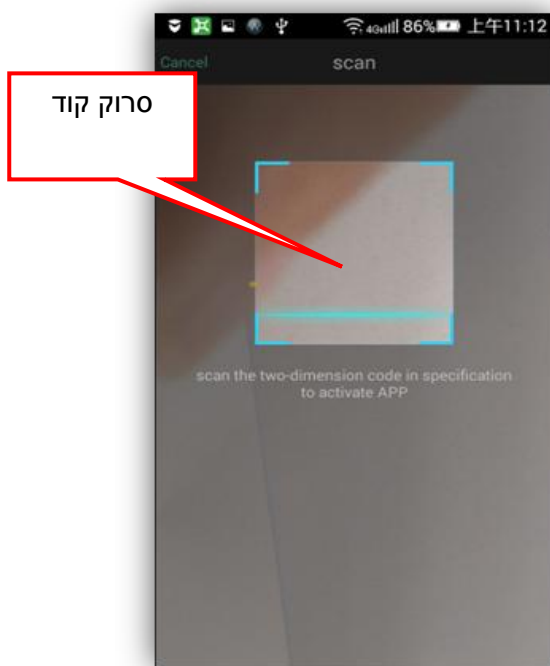 86% 上午11:12
Cancel scan
סרוק קוד
scan the two-dimension code in specification
to activate APP